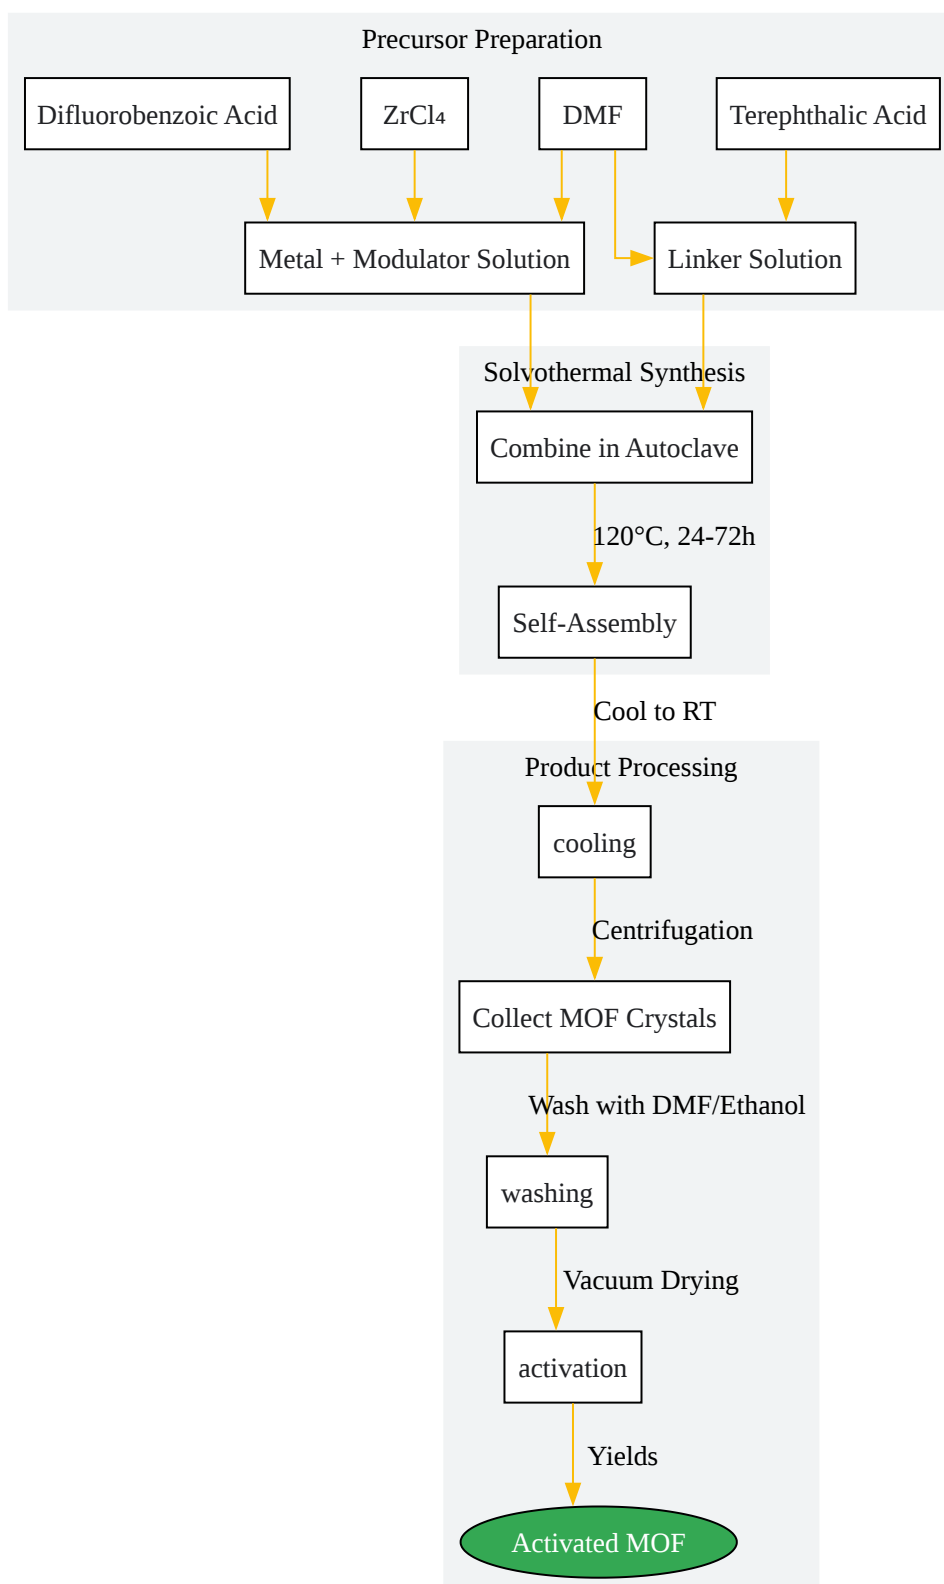 Precursor Preparation
Difluorobenzoic Acid
ZrCl₄
DMF
Terephthalic Acid
Metal + Modulator Solution
Linker Solution
Solvothermal Synthesis
Combine in Autoclave
120°C, 24-72h
Self-Assembly
Cool to RT
Product Processing
cooling
Centrifugation
Collect MOF Crystals
Wash with DMF/Ethanol
washing
Vacuum Drying
activation
Yields
Activated MOF